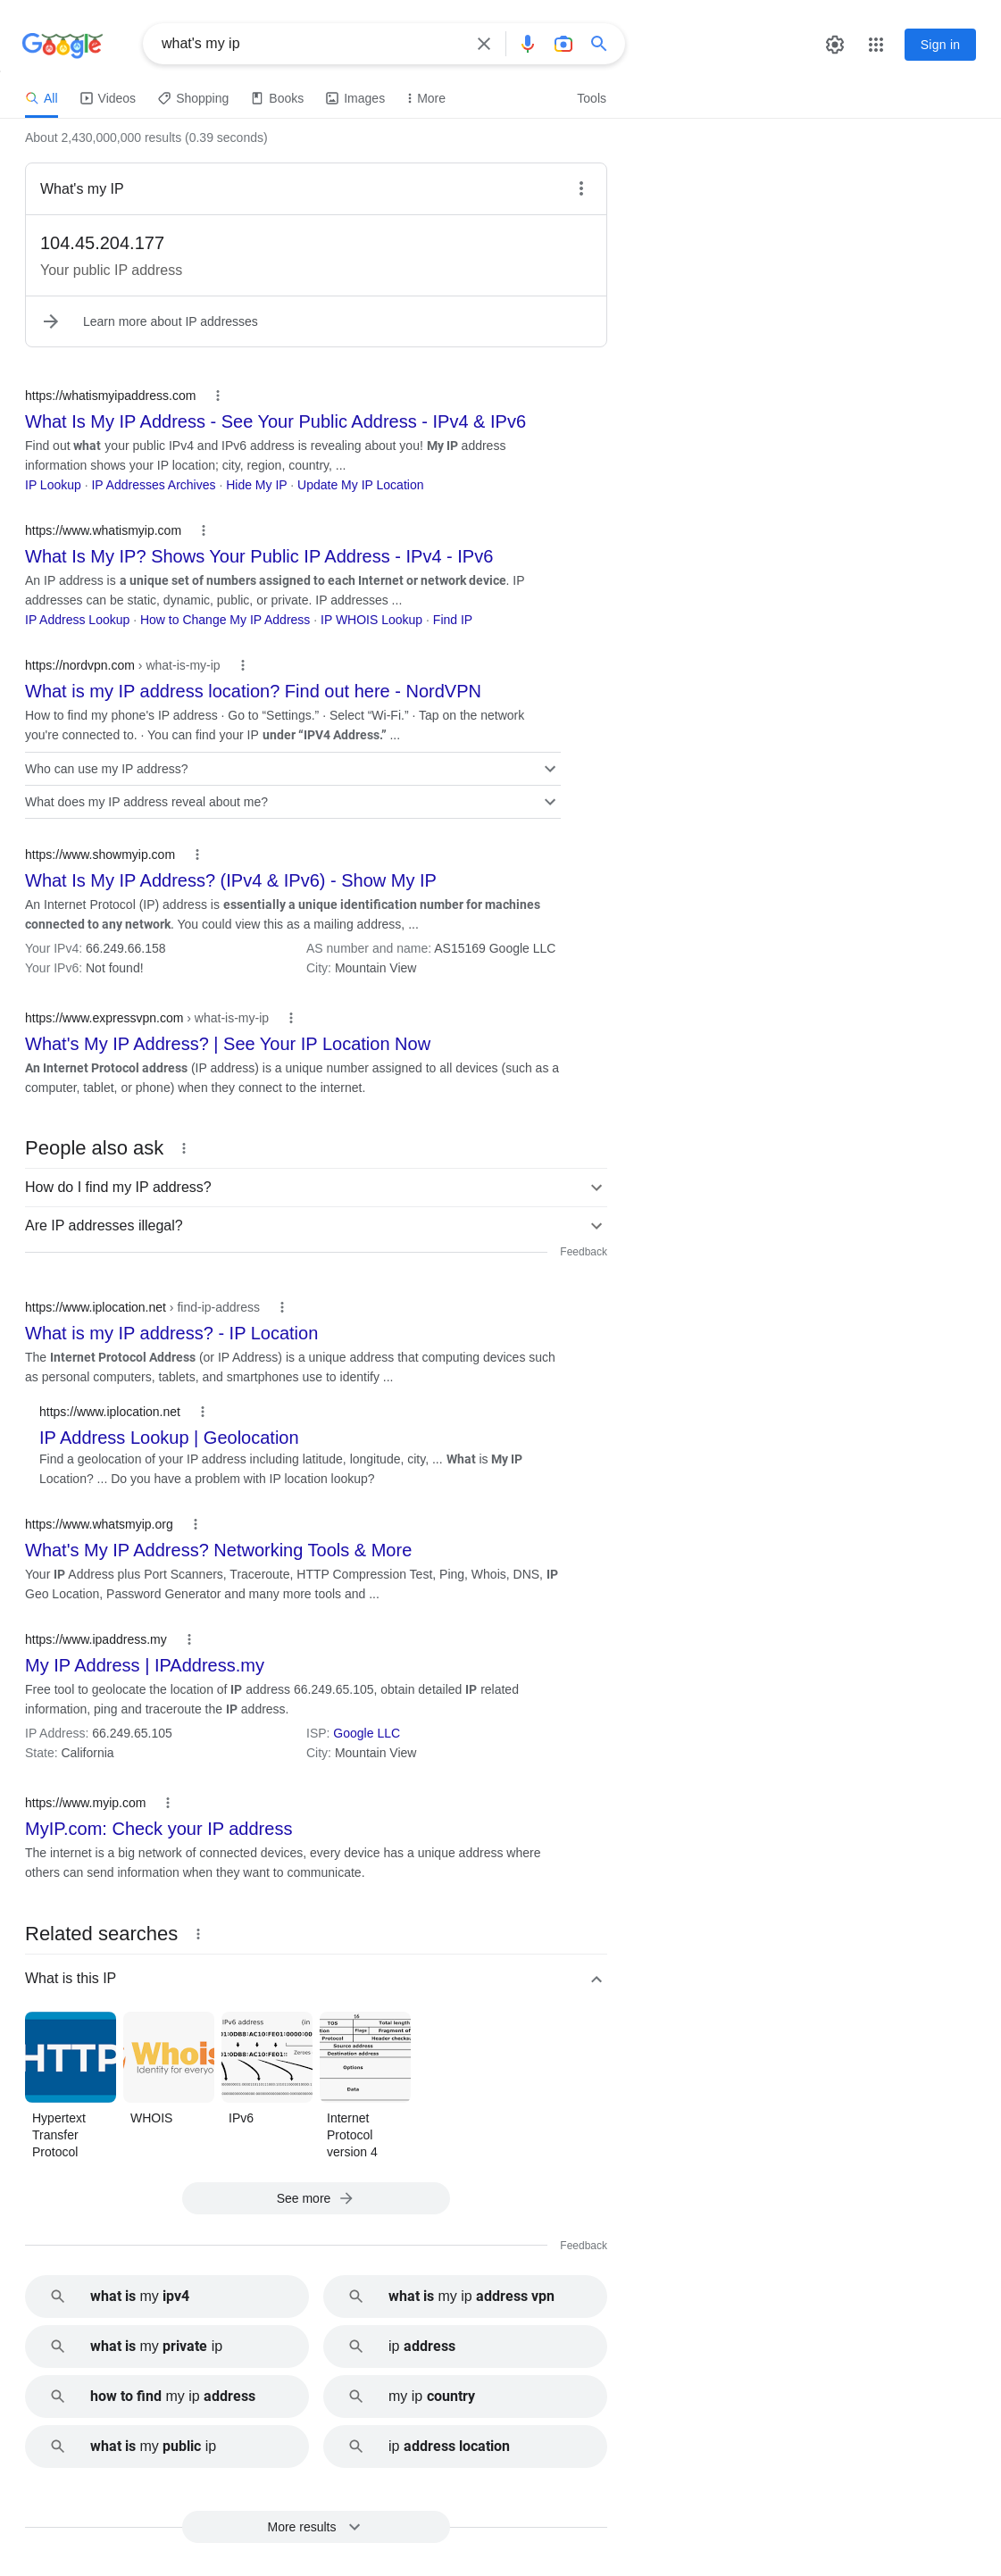 Google
what's my ip
Sign in
All
Videos
Shopping
Books
Images
More
Tools
About 2,430,000,000 results (0.39 seconds)
What's my IP
104.45.204.177
Your public IP address
Learn more about IP addresses
https://whatismyipaddress.com
What Is My IP Address - See Your Public Address - IPv4 & IPv6
Find out what your public IPv4 and IPv6 address is revealing about you! My IP address
information shows your IP location; city, region, country, ...
IP Lookup · IP Addresses Archives · Hide My IP · Update My IP Location
https://www.whatismyip.com
What Is My IP? Shows Your Public IP Address - IPv4 - IPv6
An IP address is a unique set of numbers assigned to each Internet or network device. IP
addresses can be static, dynamic, public, or private. IP addresses ...
IP Address Lookup · How to Change My IP Address · IP WHOIS Lookup · Find IP
https://nordvpn.com › what-is-my-ip
What is my IP address location? Find out here - NordVPN
How to find my phone's IP address · Go to “Settings.” · Select “Wi-Fi.” · Tap on the network
you're connected to. · You can find your IP under “IPV4 Address.” ...
Who can use my IP address?
What does my IP address reveal about me?
https://www.showmyip.com
What Is My IP Address? (IPv4 & IPv6) - Show My IP
An Internet Protocol (IP) address is essentially a unique identification number for machines
connected to any network. You could view this as a mailing address, ...
Your IPv4: 66.249.66.158
AS number and name: AS15169 Google LLC
Your IPv6: Not found!
City: Mountain View
https://www.expressvpn.com › what-is-my-ip
What's My IP Address? | See Your IP Location Now
An Internet Protocol address (IP address) is a unique number assigned to all devices (such as a
computer, tablet, or phone) when they connect to the internet.
People also ask
How do I find my IP address?
Are IP addresses illegal?
Feedback
https://www.iplocation.net › find-ip-address
What is my IP address? - IP Location
The Internet Protocol Address (or IP Address) is a unique address that computing devices such
as personal computers, tablets, and smartphones use to identify ...
https://www.iplocation.net
IP Address Lookup | Geolocation
Find a geolocation of your IP address including latitude, longitude, city, ... What is My IP
Location? ... Do you have a problem with IP location lookup?
https://www.whatsmyip.org
What's My IP Address? Networking Tools & More
Your IP Address plus Port Scanners, Traceroute, HTTP Compression Test, Ping, Whois, DNS, IP
Geo Location, Password Generator and many more tools and ...
https://www.ipaddress.my
My IP Address | IPAddress.my
Free tool to geolocate the location of IP address 66.249.65.105, obtain detailed IP related
information, ping and traceroute the IP address.
IP Address: 66.249.65.105
ISP: Google LLC
State: California
City: Mountain View
https://www.myip.com
MyIP.com: Check your IP address
The internet is a big network of connected devices, every device has a unique address where
others can send information when they want to communicate.
Related searches
What is this IP
HTTP
Whois
Identity for everyo
IPv6 address (in
Zeroes
16
TOS Total length
Flags Fragment of
Protocol Header checksu
Source address
Destination address
Options
Data
Hypertext
Transfer
Protocol
WHOIS
IPv6
Internet
Protocol
version 4
See more
Feedback
what is my ipv4
what is my ip address vpn
what is my private ip
ip address
how to find my ip address
my ip country
what is my public ip
ip address location
More results